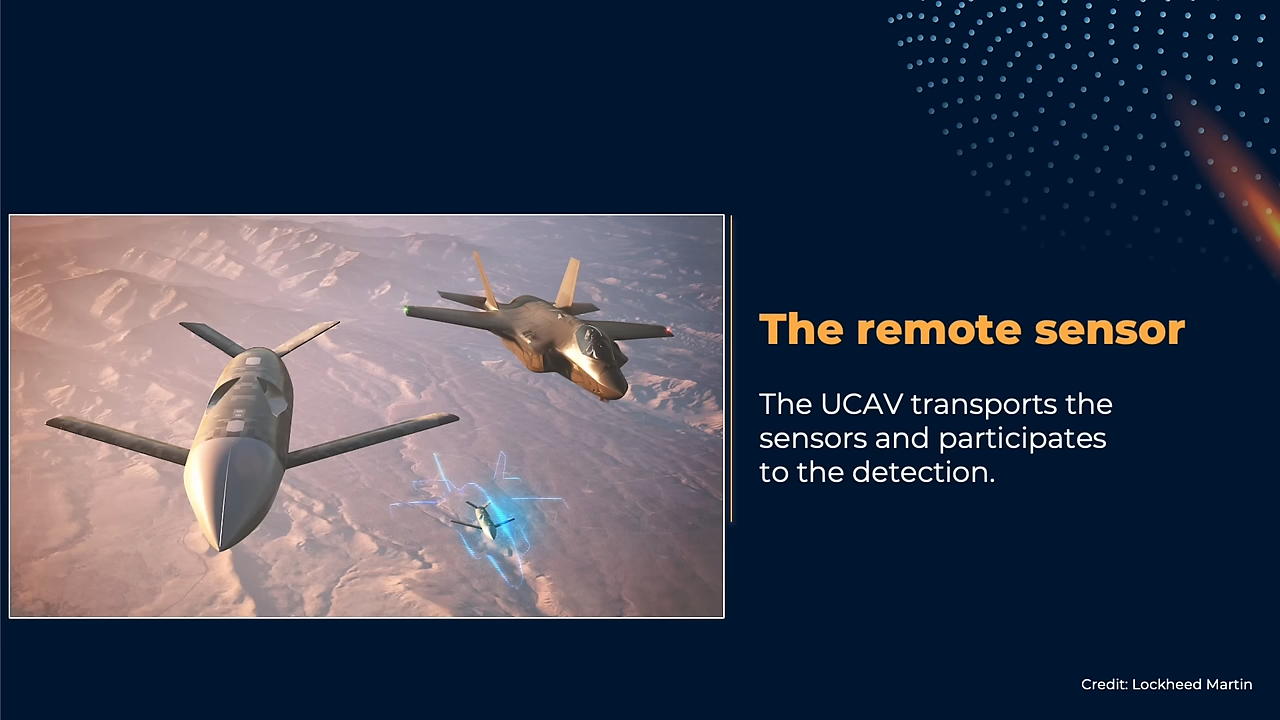 The remote sensor
The UCAV transports the
sensors and participates
to the detection.
Credit: Lockheed Martin